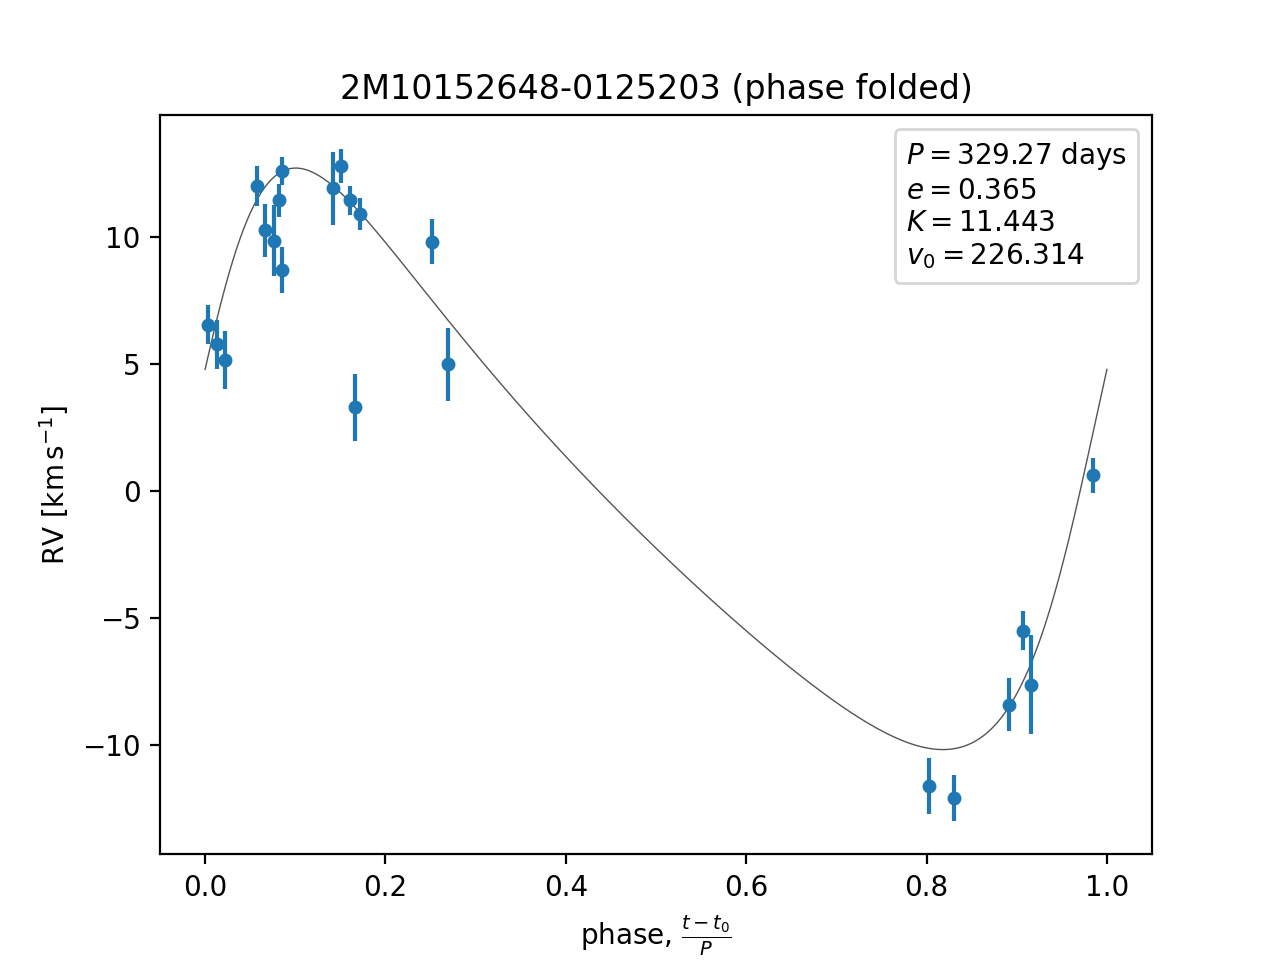 2M10152648-0125203 (phase folded)
P = 329.27 days
e = 0.365
K = 11.443
v₀ = 226.314
RV [km s⁻¹]
10
5
0
−5
−10
0.0 0.2 0.4 0.6 0.8 1.0
phase, (t − t₀)/P